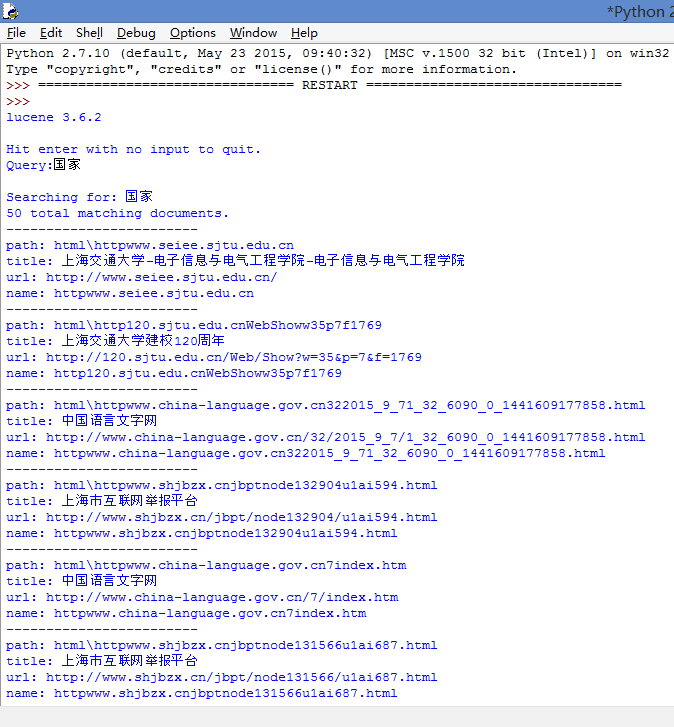 *Python 2
File Edit Shell Debug Options Window Help
Python 2.7.10 (default, May 23 2015, 09:40:32) [MSC v.1500 32 bit (Intel)] on win32
Type "copyright", "credits" or "license()" for more information.
>>> ================================ RESTART ================================
>>>
lucene 3.6.2
Hit enter with no input to quit.
Query:国家
Searching for: 国家
50 total matching documents.
------------------------
path: html\httpwww.seiee.sjtu.edu.cn
title: 上海交通大学-电子信息与电气工程学院-电子信息与电气工程学院
url: http://www.seiee.sjtu.edu.cn/
name: httpwww.seiee.sjtu.edu.cn
------------------------
path: html\http120.sjtu.edu.cnWebShoww35p7f1769
title: 上海交通大学建校120周年
url: http://120.sjtu.edu.cn/Web/Show?w=35&p=7&f=1769
name: http120.sjtu.edu.cnWebShoww35p7f1769
------------------------
path: html\httpwww.china-language.gov.cn322015_9_71_32_6090_0_1441609177858.html
title: 中国语言文字网
url: http://www.china-language.gov.cn/32/2015_9_7/1_32_6090_0_1441609177858.html
name: httpwww.china-language.gov.cn322015_9_71_32_6090_0_1441609177858.html
------------------------
path: html\httpwww.shjbzx.cnjbptnode132904u1ai594.html
title: 上海市互联网举报平台
url: http://www.shjbzx.cn/jbpt/node132904/u1ai594.html
name: httpwww.shjbzx.cnjbptnode132904u1ai594.html
------------------------
path: html\httpwww.china-language.gov.cn7index.htm
title: 中国语言文字网
url: http://www.china-language.gov.cn/7/index.htm
name: httpwww.china-language.gov.cn7index.htm
------------------------
path: html\httpwww.shjbzx.cnjbptnode131566u1ai687.html
title: 上海市互联网举报平台
url: http://www.shjbzx.cn/jbpt/node131566/u1ai687.html
name: httpwww.shjbzx.cnjbptnode131566u1ai687.html